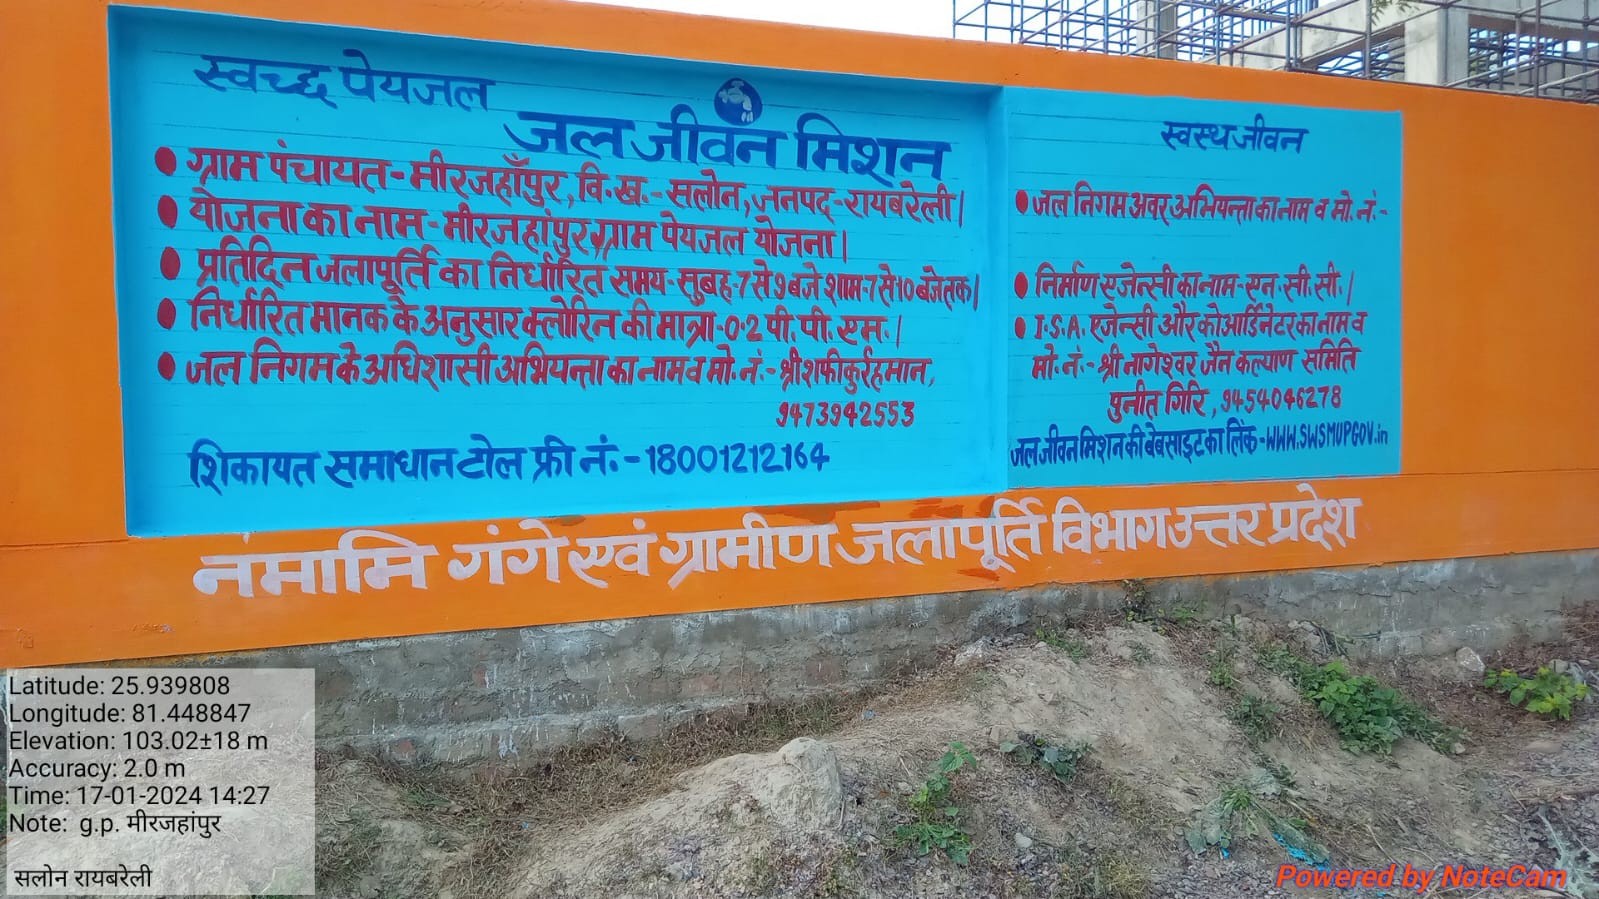 स्वच्छ पेयजल
जल जीवन मिशन
ग्राम पंचायत - मीरजहाँपुर, वि.ख. - सलोन, जनपद - रायबरेली।
योजना का नाम - मीरजहांपुर ग्राम पेयजल योजना।
प्रतिदिन जलापूर्ति का निर्धारित समय - सुबह - 7 से 9 बजे शाम - 7 से 10 बजे तक।
निर्धारित मानक के अनुसार क्लोरिन की मात्रा - 0.2 पी. पी. एम.।
जल निगम के अधिशासी अभियन्ता का नाम व मो. नं. - श्री शफीकुर्रहमान,
9473942553
शिकायत समाधान टोल फ्री नं. - 18001212164
स्वस्थ जीवन
जल निगम अवर अभियन्ता का नाम व मो. नं. -
निर्माण एजेन्सी का नाम - एन. सी. सी.।
I.S.A. एजेन्सी और कोआर्डिनेटर का नाम व
मो. नं. - श्री नागेश्वर जैन कल्याण समिति
पुनीत गिरि, 9454046278
जल जीवन मिशन की बेबसाइट का लिंक - WWW.SWSMUPGOV.in
नमामि गंगे एवं ग्रामीण जलापूर्ति विभाग उत्तर प्रदेश
Latitude: 25.939808
Longitude: 81.448847
Elevation: 103.02±18 m
Accuracy: 2.0 m
Time: 17-01-2024 14:27
Note: g.p. मीरजहांपुर
सलोन रायबरेली
Powered by NoteCam